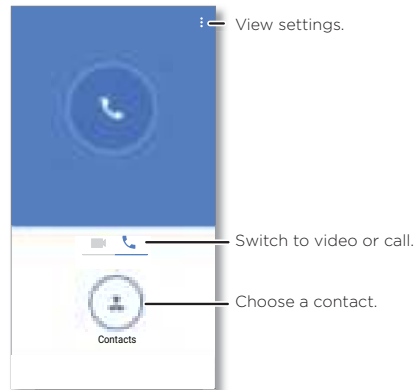 View settings.
Switch to video or call.
Choose a contact.
Contacts